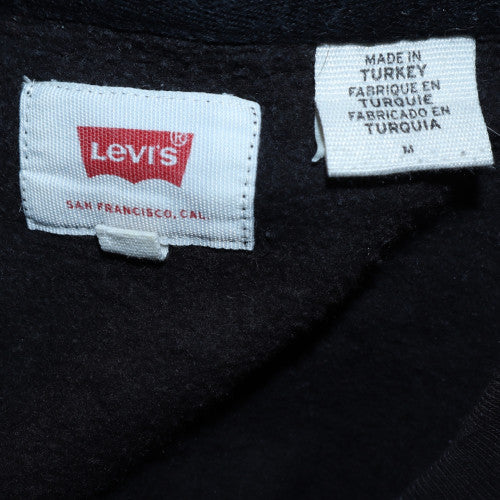 Levi's®
SAN FRANCISCO, CAL.
MADE IN
TURKEY
FABRIQUE EN
TURQUIE
FABRICADO EN
TURQUIA
M